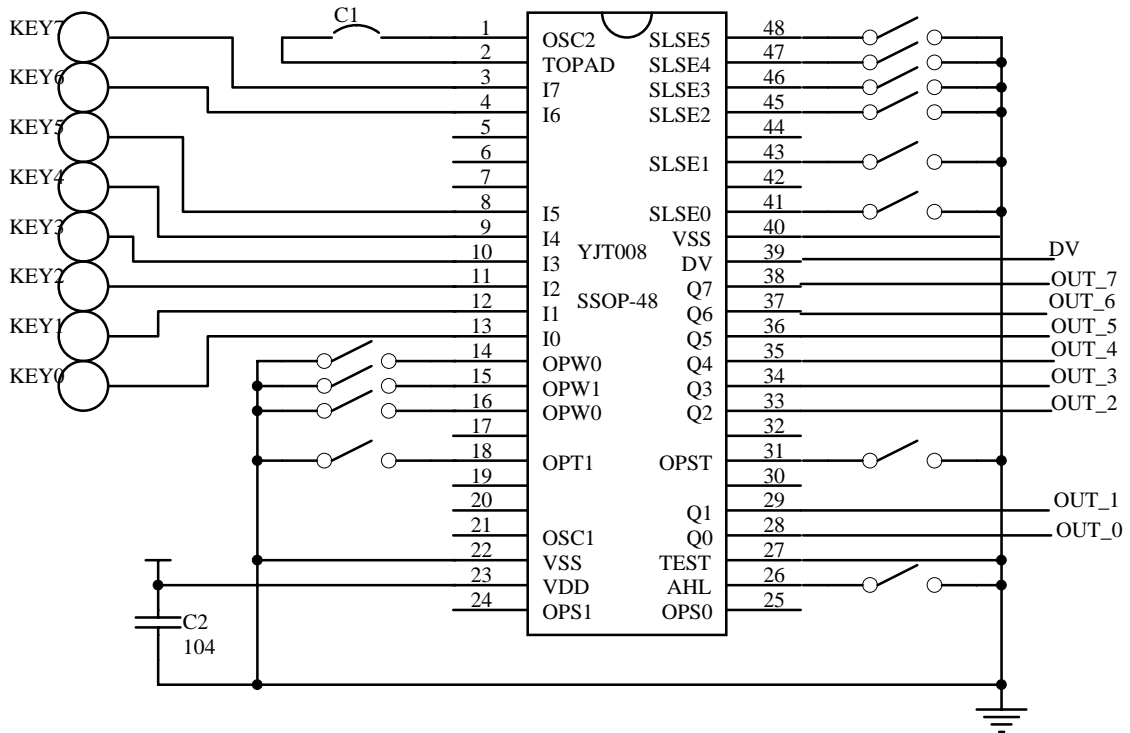 C1
KEY7
KEY6
KEY5
KEY4
KEY3
KEY2
KEY1
KEY0
1 OSC2 SLSE5 48
2 TOPAD SLSE4 47
3 I7 SLSE3 46
4 I6 SLSE2 45
5 44
6 SLSE1 43
7 42
8 I5 SLSE0 41
9 I4 VSS 40
10 I3 YJT008 DV 39 DV
11 I2 Q7 38 OUT_7
12 I1 SSOP-48 Q6 37 OUT_6
13 I0 Q5 36 OUT_5
14 OPW0 Q4 35 OUT_4
15 OPW1 Q3 34 OUT_3
16 OPW0 Q2 33 OUT_2
17 32
18 OPT1 OPST 31
19 30
20 Q1 29 OUT_1
21 OSC1 Q0 28 OUT_0
22 VSS TEST 27
23 VDD AHL 26
24 OPS1 OPS0 25
C2
104